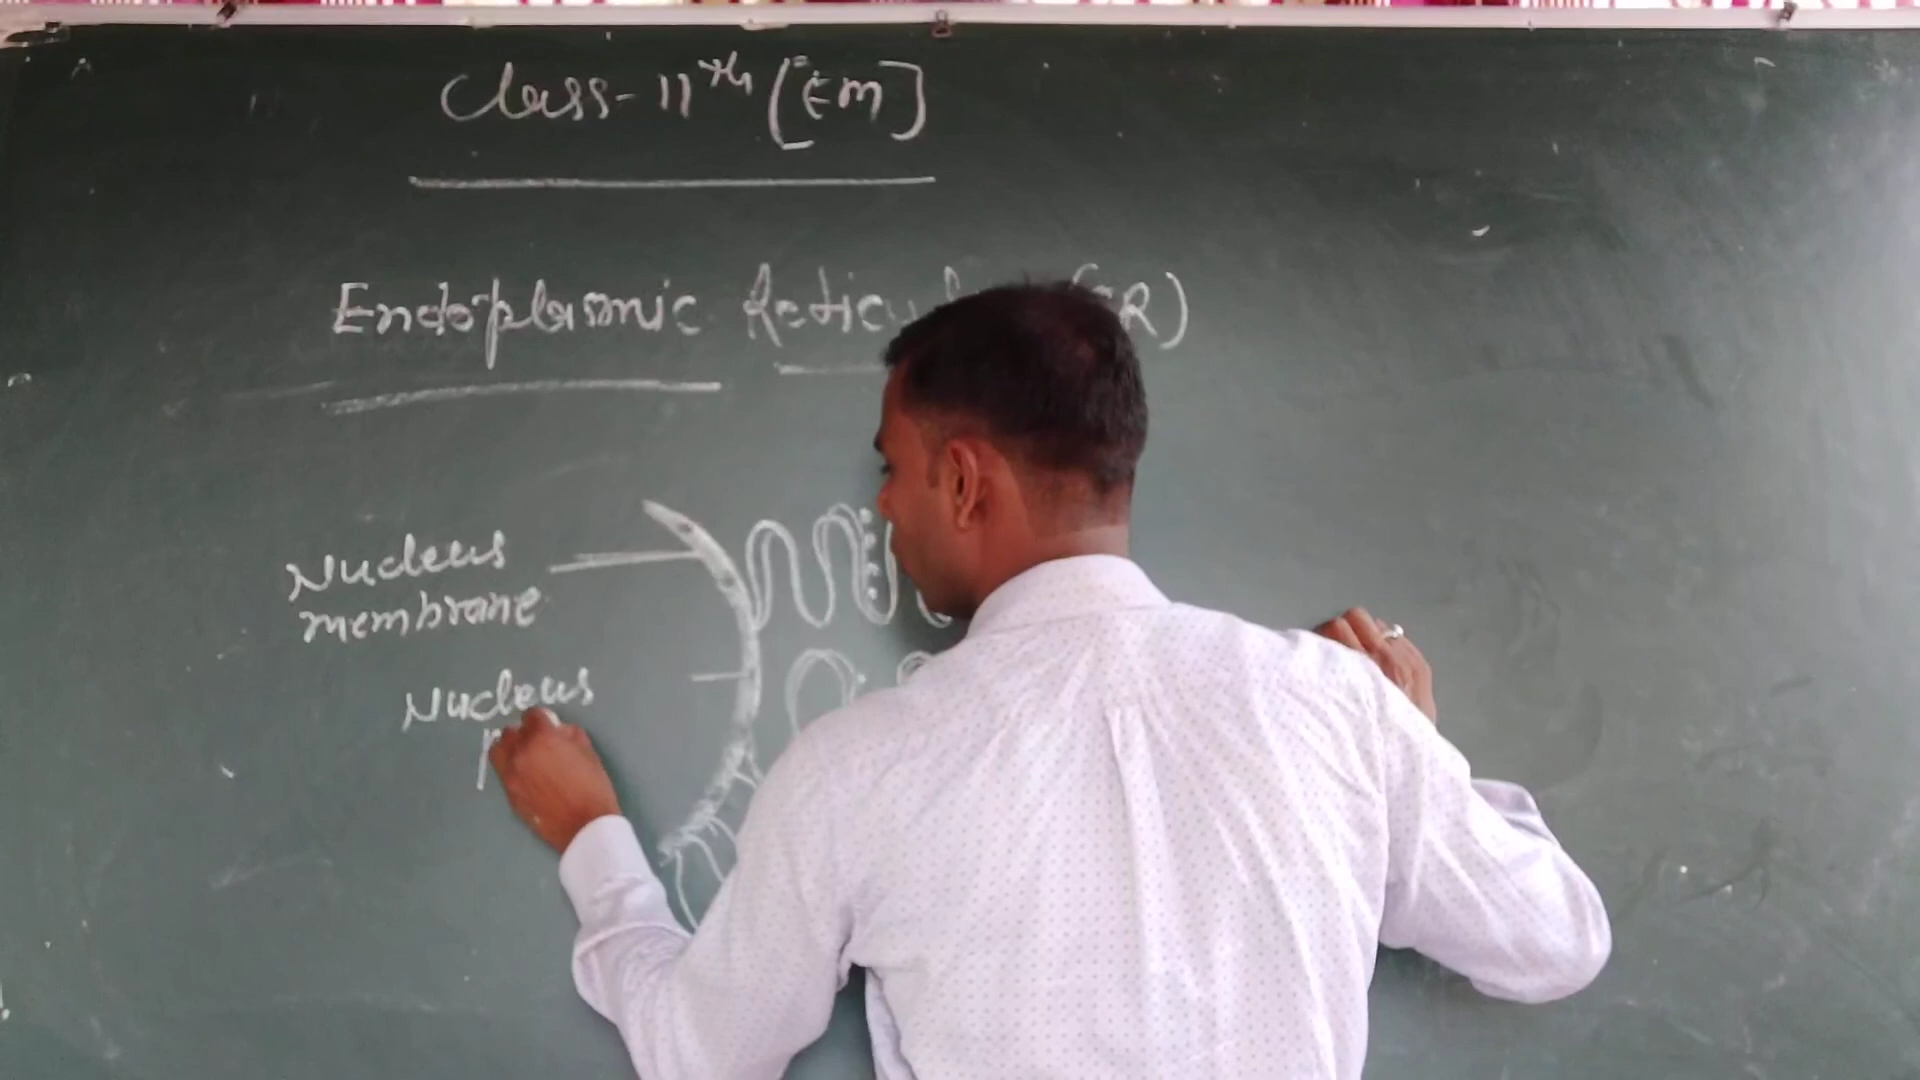 Class-11th [EM]
Endoplasmic
Nucleus
membrane
Nucleus